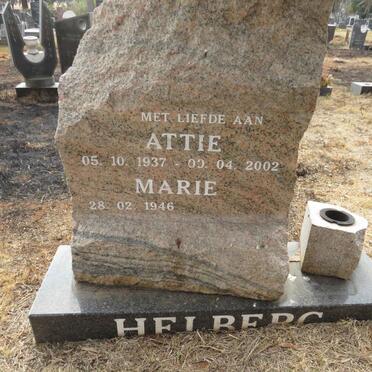 MET LIEFDE AAN
ATTIE
05. 10. 1937 - 09. 04. 2002
MARIE
28. 02. 1946
HELBERG